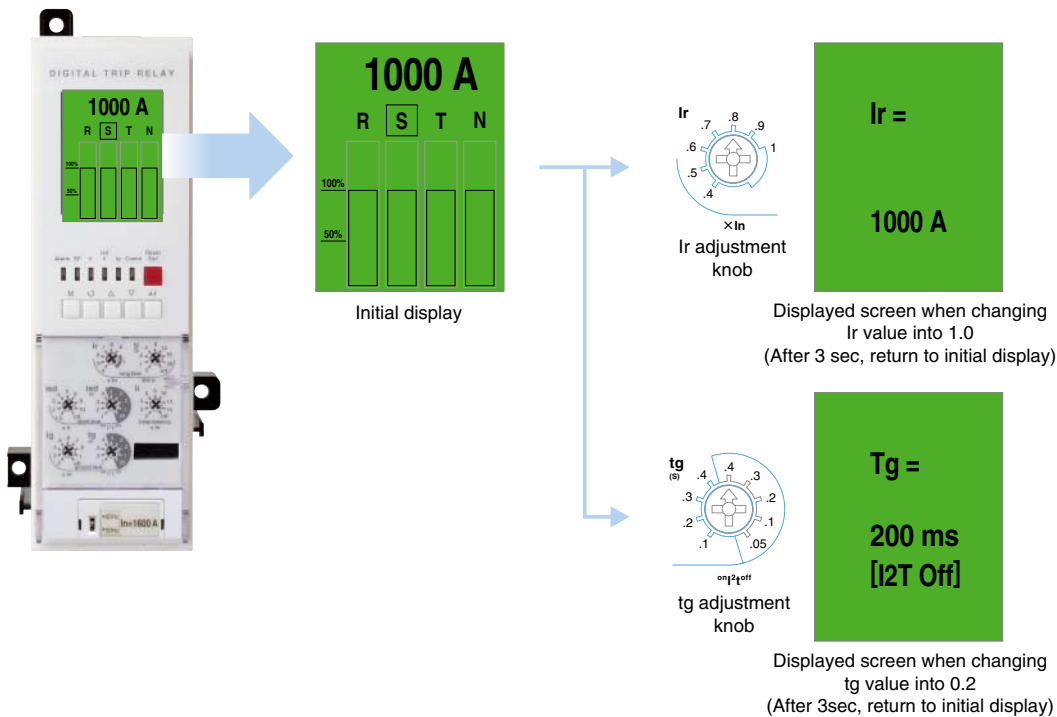 DIGITAL TRIP RELAY
1000 A
R S T N
100%
50%
In=1600 A
1000 A
R S T N
100%
50%
Initial display
Ir
.4 .5 .6 .7 .8 .9 1
×In
Ir adjustment
knob
Ir =
1000 A
Displayed screen when changing
Ir value into 1.0
(After 3 sec, return to initial display)
tg
(S)
.1 .2 .3 .4 .4 .3 .2 .1 .05
on I²t off
tg adjustment
knob
Tg =
200 ms
[I2T Off]
Displayed screen when changing
tg value into 0.2
(After 3sec, return to initial display)